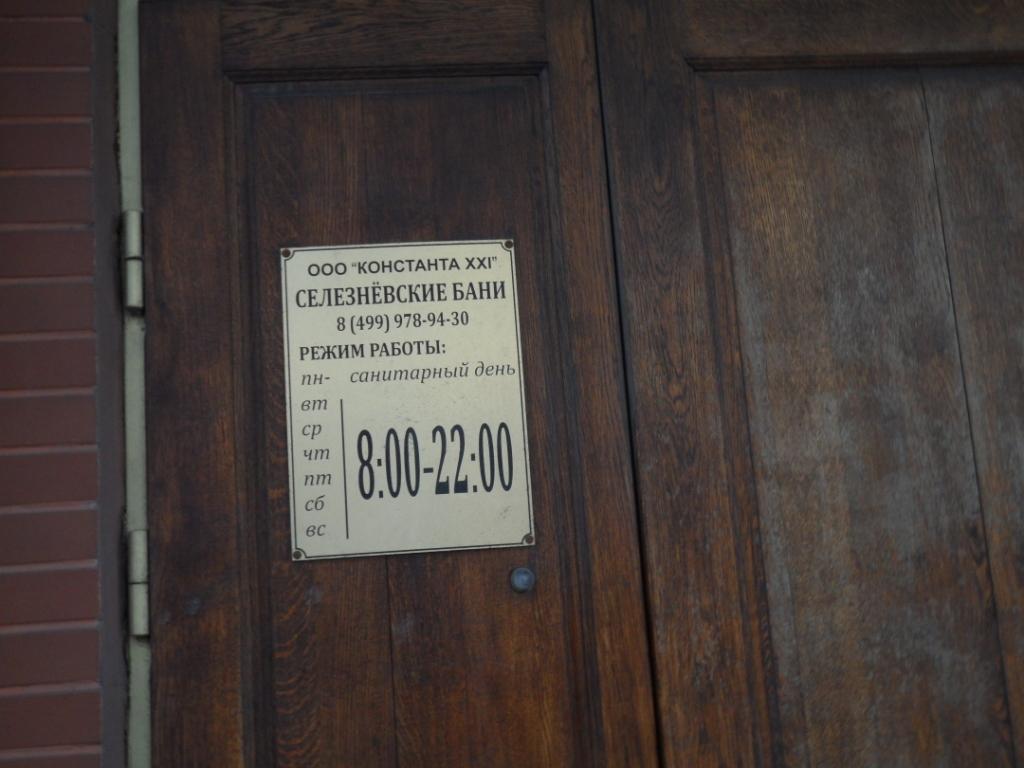 ООО "КОНСТАНТА XXI"
СЕЛЕЗНЁВСКИЕ БАНИ
8 (499) 978-94-30
РЕЖИМ РАБОТЫ:
пн- санитарный день
вт
ср
чт
пт
сб
вс
8:00-22:00